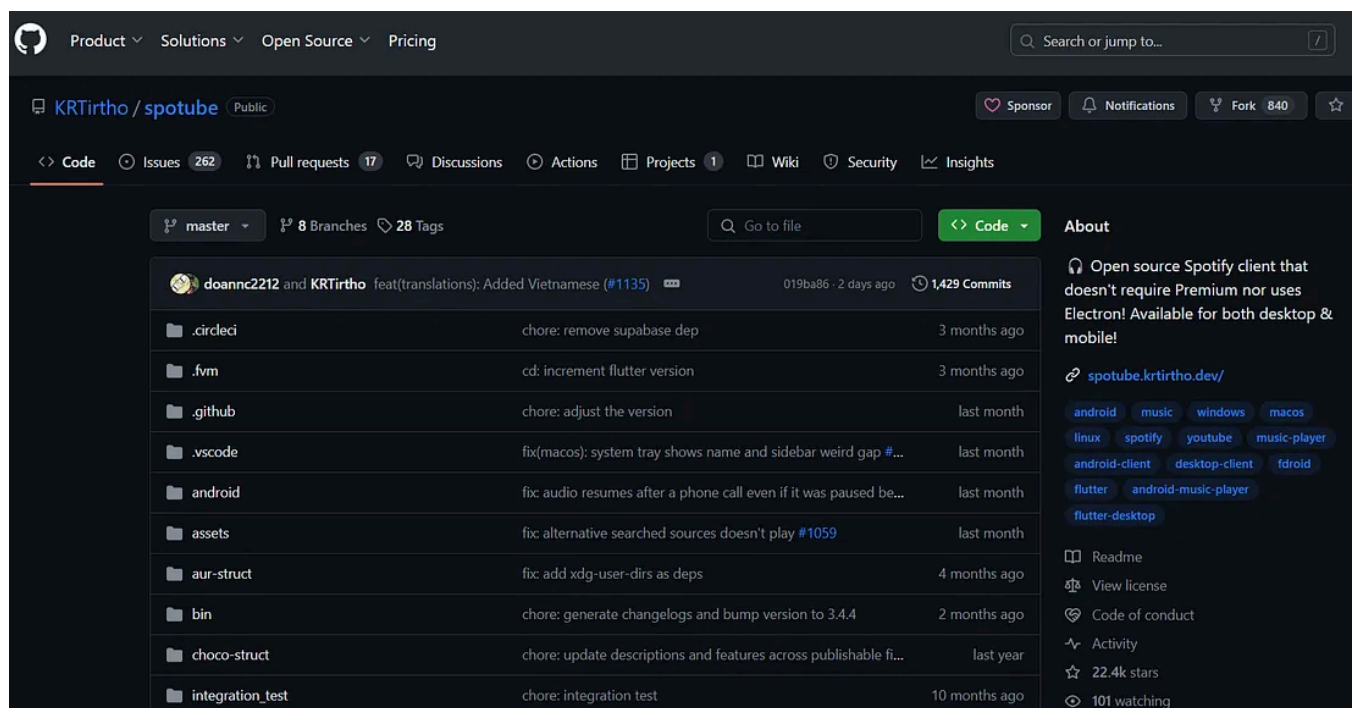 Product Solutions Open Source Pricing Search or jump to... /
KRTirtho / spotube Public Sponsor Notifications Fork 840
Code Issues 262 Pull requests 17 Discussions Actions Projects 1 Wiki Security Insights
master 8 Branches 28 Tags Go to file Code
About
doannc2212 and KRTirtho feat(translations): Added Vietnamese (#1135) 019ba86 · 2 days ago 1,429 Commits
.circleci chore: remove supabase dep 3 months ago
.fvm cd: increment flutter version 3 months ago
.github chore: adjust the version last month
.vscode fix(macos): system tray shows name and sidebar weird gap #... last month
android fix: audio resumes after a phone call even if it was paused be... last month
assets fix: alternative searched sources doesn't play #1059 last month
aur-struct fix: add xdg-user-dirs as deps 4 months ago
bin chore: generate changelogs and bump version to 3.4.4 2 months ago
choco-struct chore: update descriptions and features across publishable fi... last year
integration_test chore: integration test 10 months ago
Open source Spotify client that
doesn't require Premium nor uses
Electron! Available for both desktop &
mobile!
spotube.krtirtho.dev/
android music windows macos
linux spotify youtube music-player
android-client desktop-client fdroid
flutter android-music-player
flutter-desktop
Readme
View license
Code of conduct
Activity
22.4k stars
101 watching